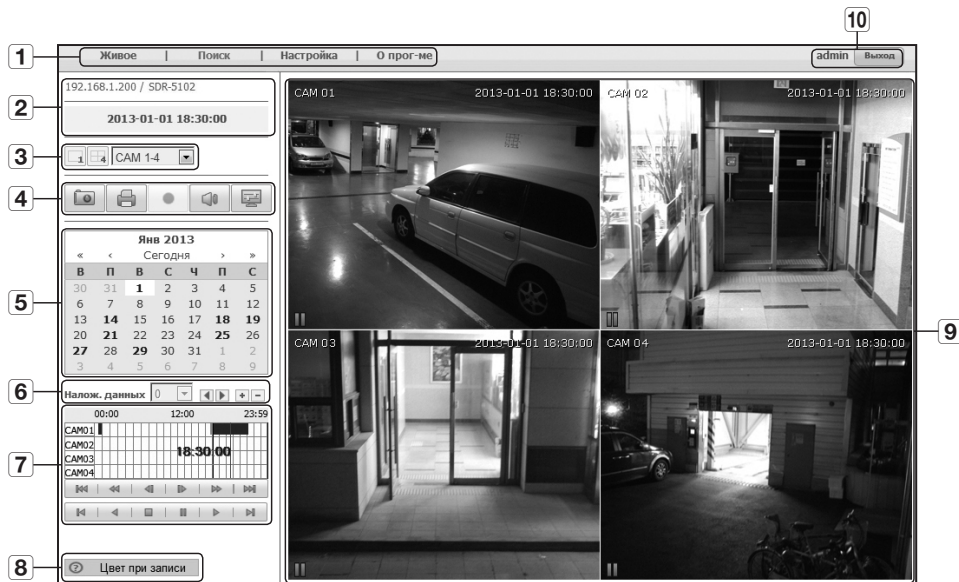 10
1
Живое | Поиск | Настройка | О прог-ме
admin Выход
2
192.168.1.200 / SDR-5102
2013-01-01 18:30:00
3
1 4 CAM 1-4
4
5
Янв 2013
« ‹ Сегодня › »
В П В С Ч П С
30 31 1 2 3 4 5
6 7 8 9 10 11 12
13 14 15 16 17 18 19
20 21 22 23 24 25 26
27 28 29 30 31 1 2
3 4 5 6 7 8 9
6
Налож. данных 0 + −
7
00:00 12:00 23:59
CAM01
CAM02
CAM03
CAM04
18:30:00
8
? Цвет при записи
CAM 01 2013-01-01 18:30:00
CAM 02 2013-01-01 18:30:00
CAM 03 2013-01-01 18:30:00
CAM 04 2013-01-01 18:30:00
9